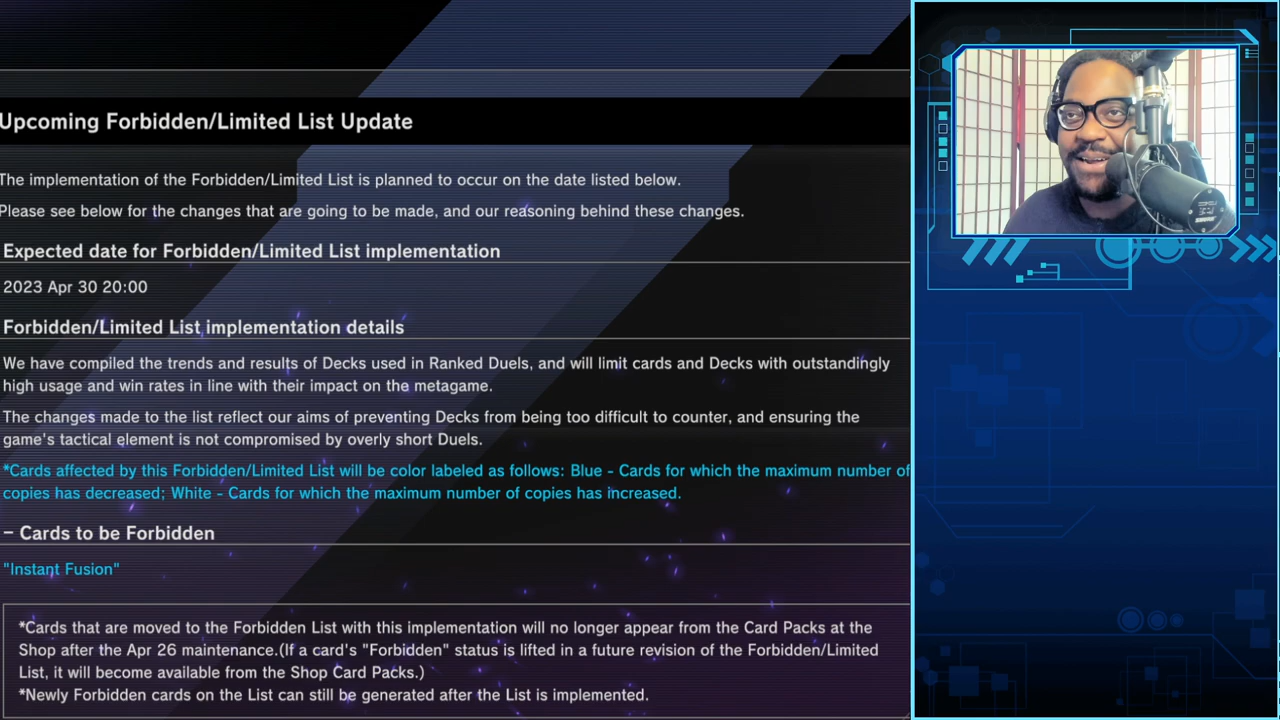 Upcoming Forbidden/Limited List Update
The implementation of the Forbidden/Limited List is planned to occur on the date listed below.
Please see below for the changes that are going to be made, and our reasoning behind these changes.
Expected date for Forbidden/Limited List implementation
2023 Apr 30 20:00
Forbidden/Limited List implementation details
We have compiled the trends and results of Decks used in Ranked Duels, and will limit cards and Decks with outstandingly
high usage and win rates in line with their impact on the metagame.
The changes made to the list reflect our aims of preventing Decks from being too difficult to counter, and ensuring the
game's tactical element is not compromised by overly short Duels.
*Cards affected by this Forbidden/Limited List will be color labeled as follows: Blue - Cards for which the maximum number of
copies has decreased; White - Cards for which the maximum number of copies has increased.
– Cards to be Forbidden
"Instant Fusion"
*Cards that are moved to the Forbidden List with this implementation will no longer appear from the Card Packs at the
Shop after the Apr 26 maintenance.(If a card's "Forbidden" status is lifted in a future revision of the Forbidden/Limited
List, it will become available from the Shop Card Packs.)
*Newly Forbidden cards on the List can still be generated after the List is implemented.